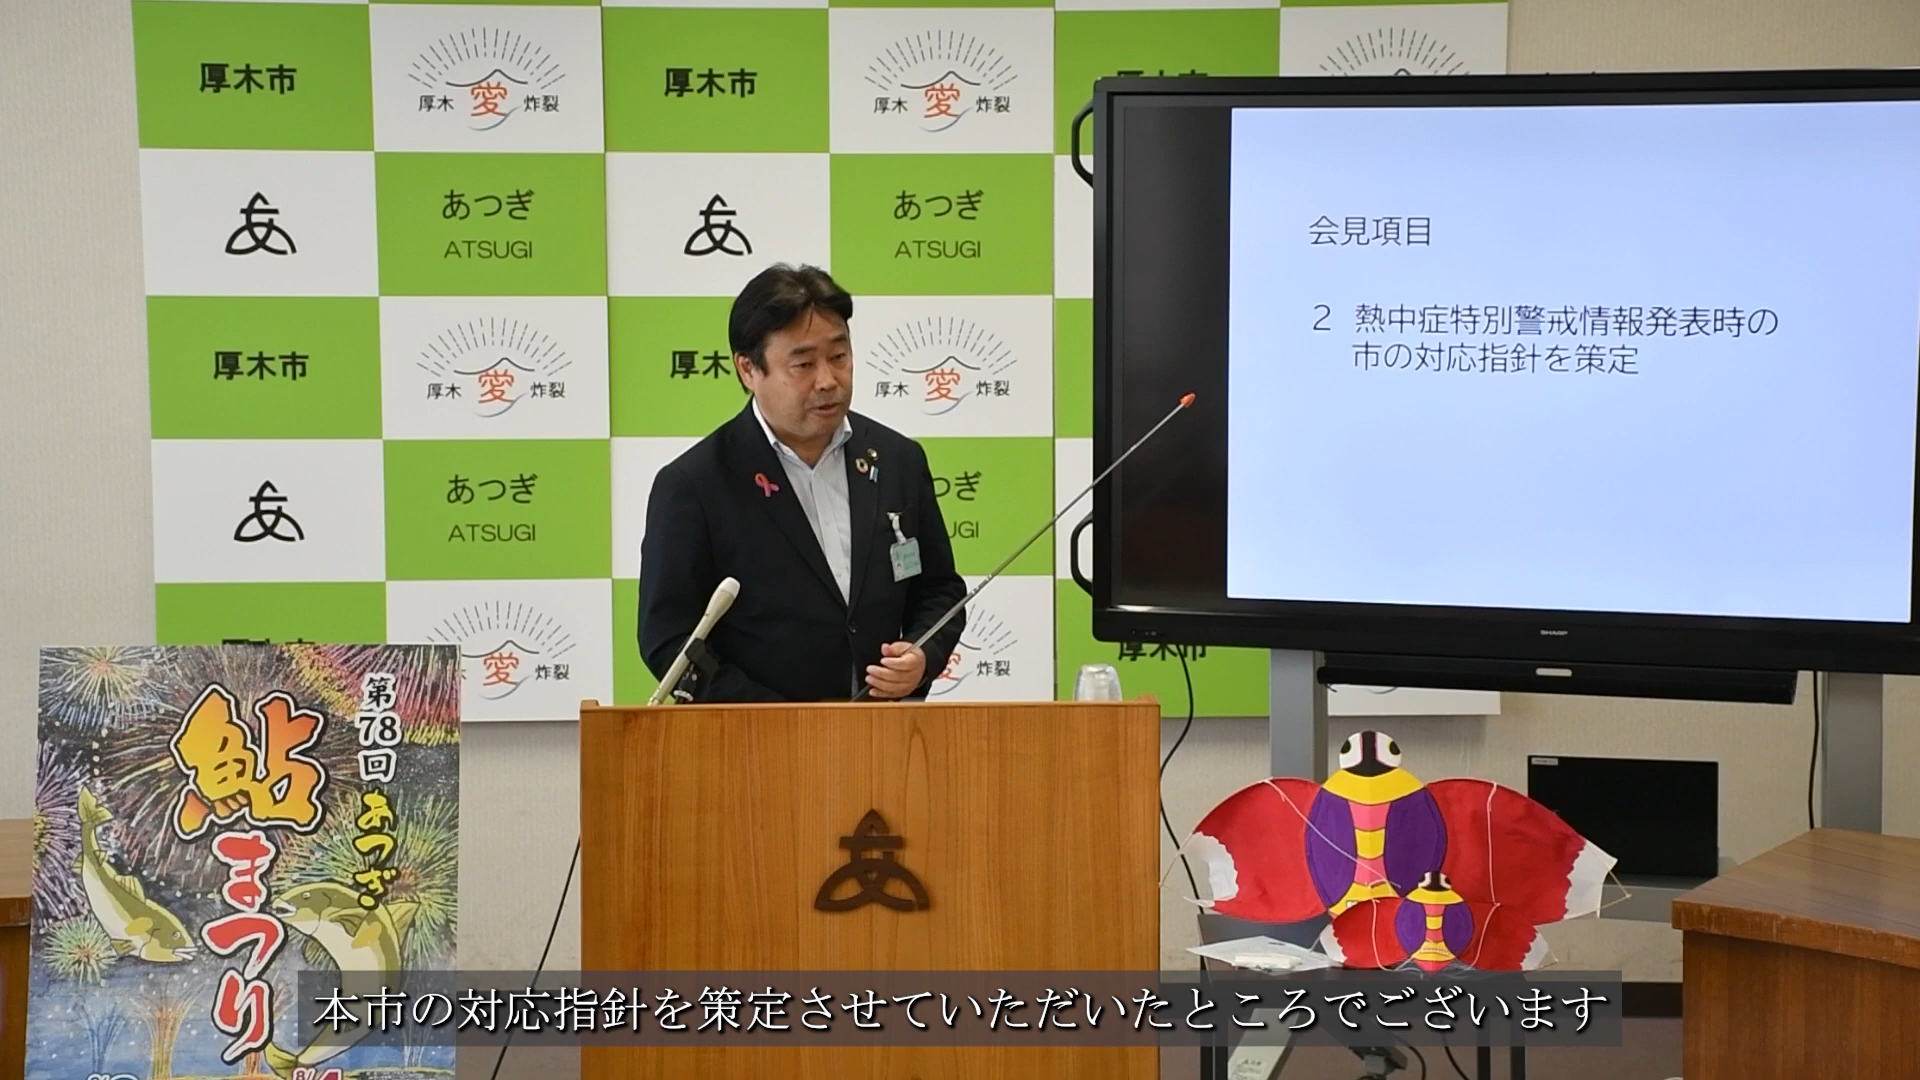 厚木市
厚木 愛 炸裂
厚木市
厚木 愛 炸裂
あつぎ
ATSUGI
あつぎ
ATSUGI
厚木市
厚木 愛 炸裂
厚木
厚木 愛 炸裂
あつぎ
ATSUGI
愛 炸裂
炸裂
厚木市
会見項目
2 熱中症特別警戒情報発表時の
市の対応指針を策定
SHARP
第
78
回
あつぎ
鮎
まつり
本市の対応指針を策定させていただいたところでございます